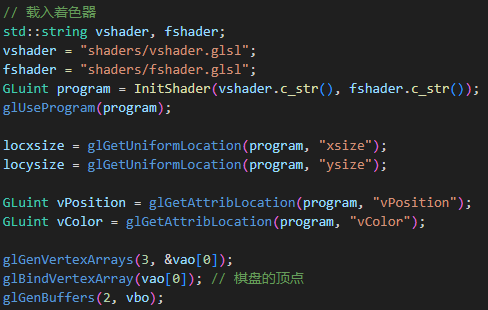 // 载入着色器
std::string vshader, fshader;
vshader = "shaders/vshader.glsl";
fshader = "shaders/fshader.glsl";
GLuint program = InitShader(vshader.c_str(), fshader.c_str());
glUseProgram(program);
locxsize = glGetUniformLocation(program, "xsize");
locysize = glGetUniformLocation(program, "ysize");
GLuint vPosition = glGetAttribLocation(program, "vPosition");
GLuint vColor = glGetAttribLocation(program, "vColor");
glGenVertexArrays(3, &vao[0]);
glBindVertexArray(vao[0]); // 棋盘的顶点
glGenBuffers(2, vbo);